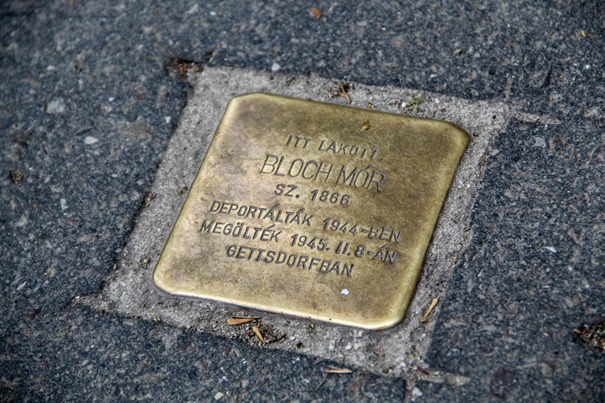 ITT LAKOTT
BLOCH MÓR
SZ. 1866
DEPORTÁLTÁK 1944-BEN
MEGÖLTÉK 1945.II.8-ÁN
GETTSDORFBAN